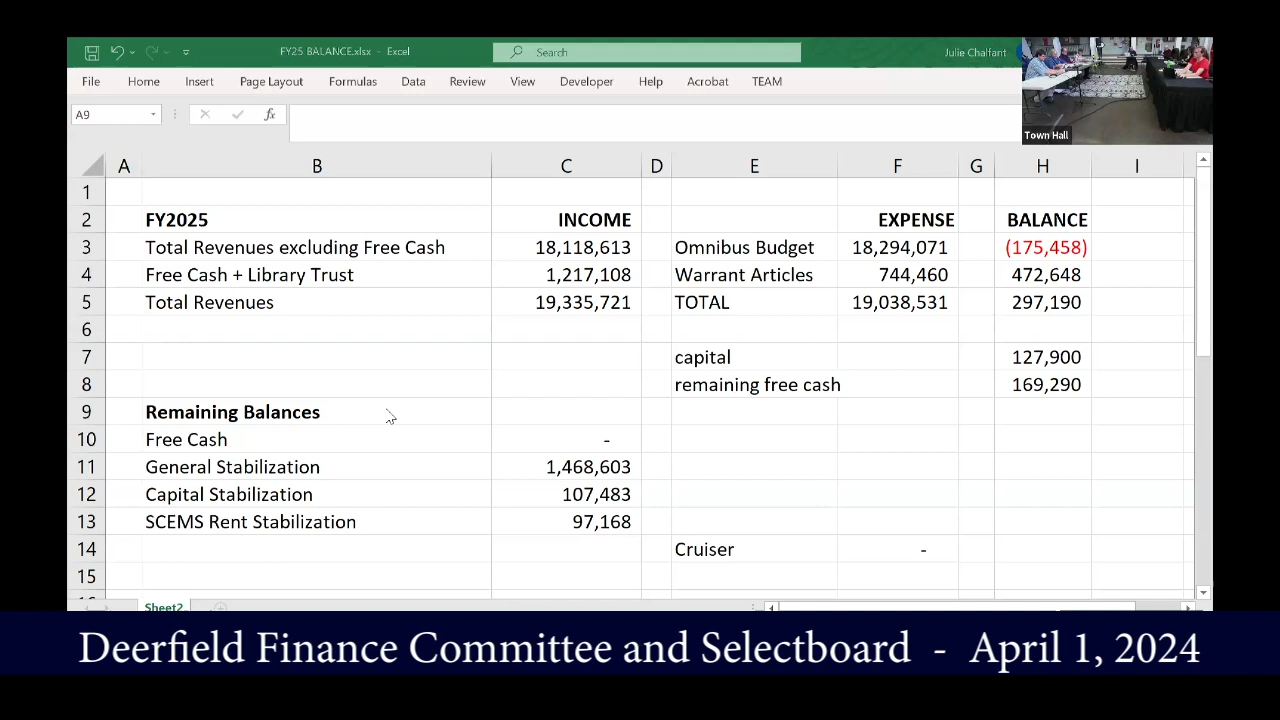 FY25 BALANCE.xlsx - Excel
Search
Julie Chalfant
File Home Insert Page Layout Formulas Data Review View Developer Help Acrobat TEAM
A9
fx
Town Hall
A B C D E F G H I
1
2 FY2025 INCOME EXPENSE BALANCE
3 Total Revenues excluding Free Cash 18,118,613 Omnibus Budget 18,294,071 (175,458)
4 Free Cash + Library Trust 1,217,108 Warrant Articles 744,460 472,648
5 Total Revenues 19,335,721 TOTAL 19,038,531 297,190
6
7 capital 127,900
8 remaining free cash 169,290
9 Remaining Balances
10 Free Cash -
11 General Stabilization 1,468,603
12 Capital Stabilization 107,483
13 SCEMS Rent Stabilization 97,168
14 Cruiser -
15
Sheet2
Deerfield Finance Committee and Selectboard - April 1, 2024